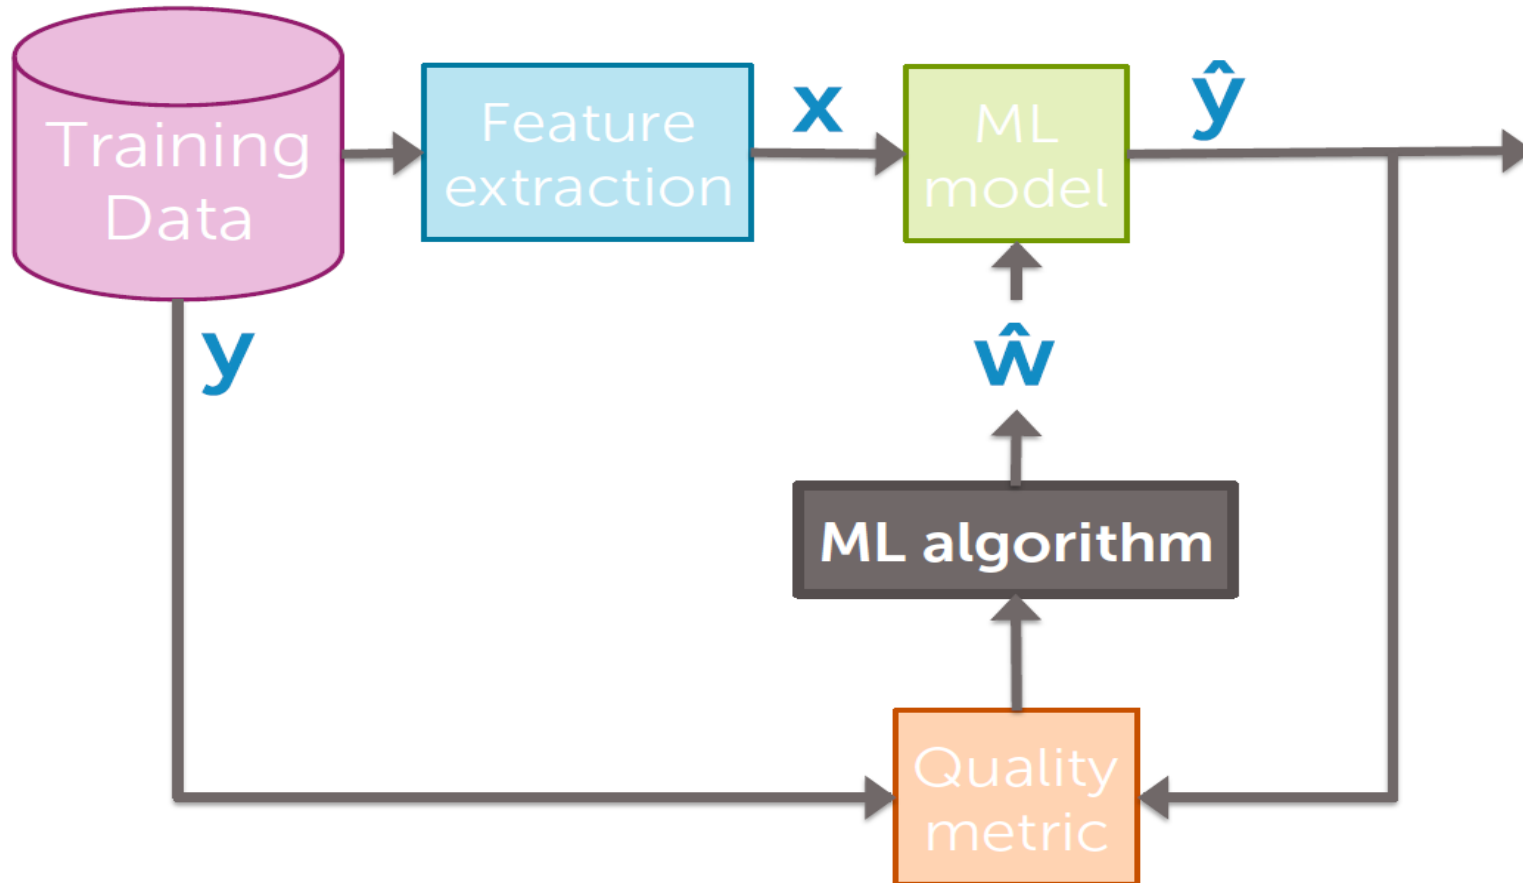 Training
Data
Feature
extraction
x
ML
model
ŷ
y
ŵ
ML algorithm
Quality
metric